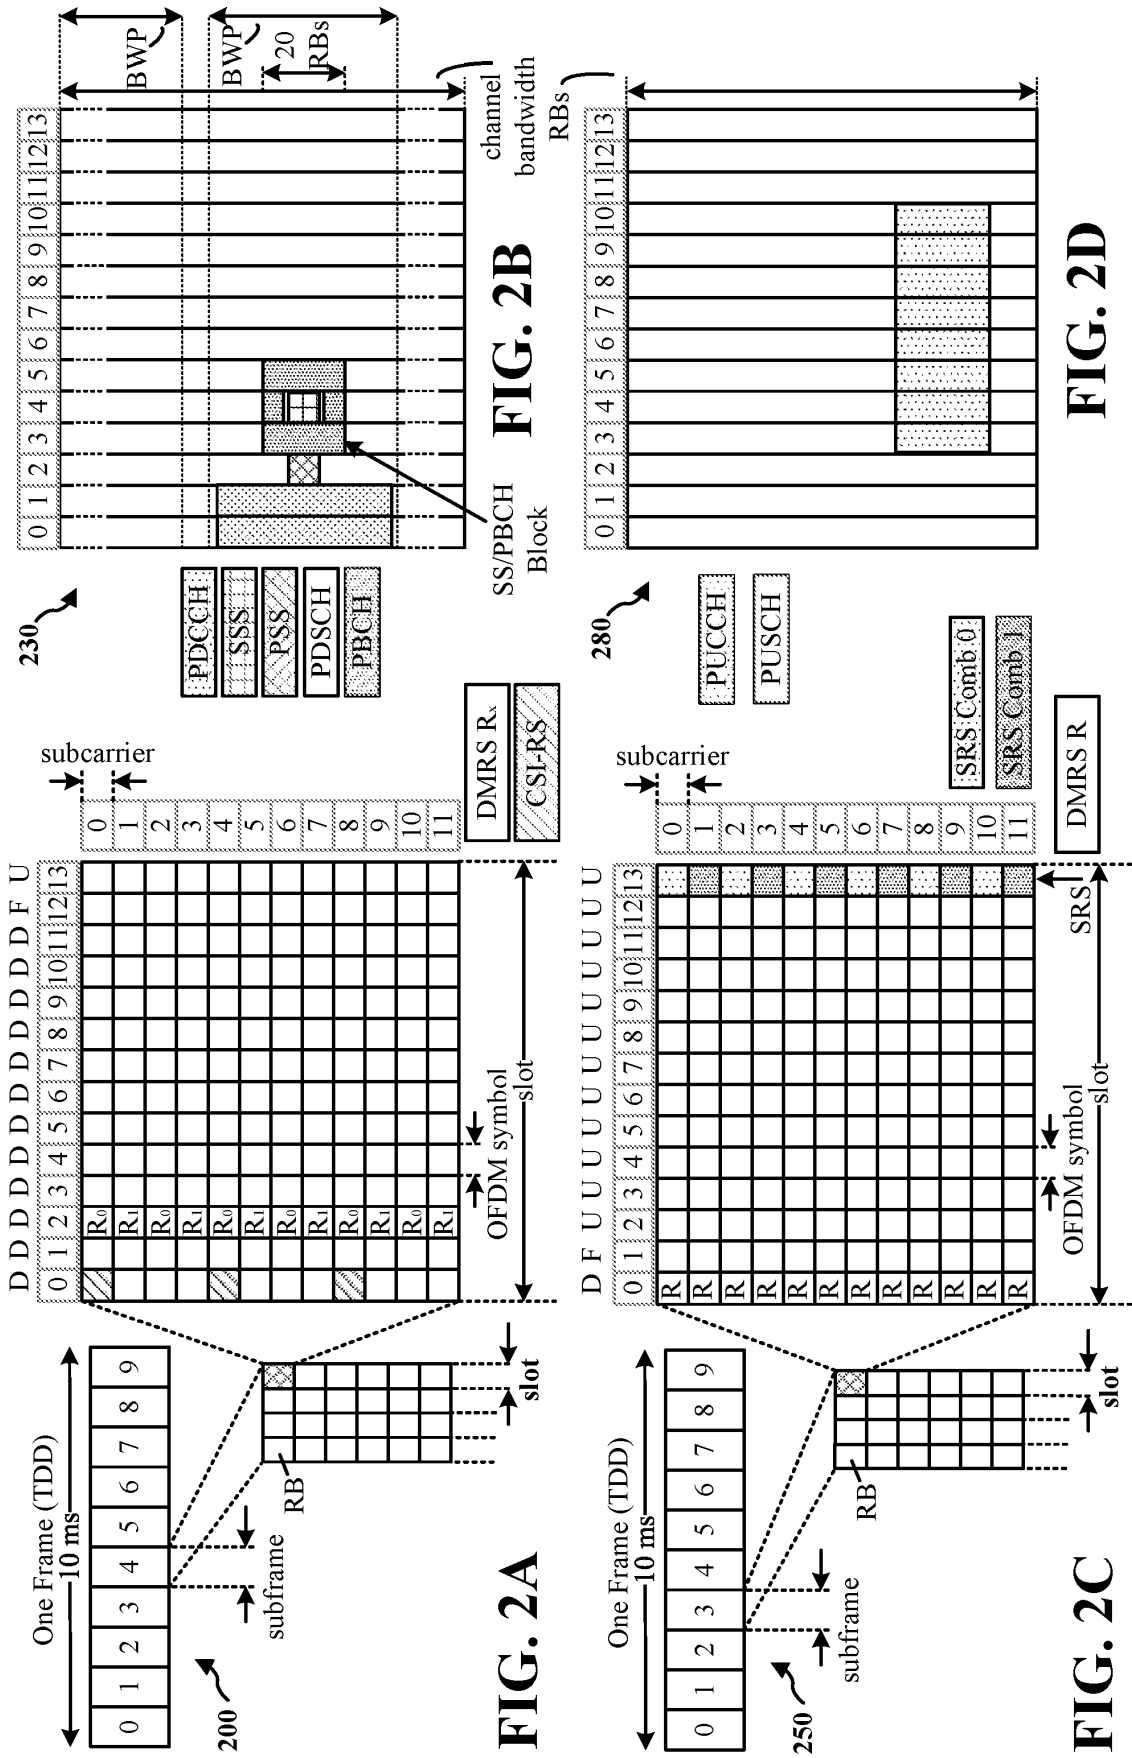 One Frame (TDD)
10 ms
0 1 2 3 4 5 6 7 8 9
subframe
200
RB
slot
D D D D D D D D D D D D F U
0 1 2 3 4 5 6 7 8 9 10 11 12 13
R₀
R₁
R₀
R₁
R₀
R₁
R₀
R₁
R₀
R₁
R₀
R₁
subcarrier
0
1
2
3
4
5
6
7
8
9
10
11
OFDM symbol
slot
DMRS Rₓ
CSI-RS
FIG. 2A
230
PDCCH
SSS
PSS
PDSCH
PBCH
0 1 2 3 4 5 6 7 8 9 10 11 12 13
BWP
BWP
20
RBs
channel
bandwidth
SS/PBCH
Block
FIG. 2B
One Frame (TDD)
10 ms
0 1 2 3 4 5 6 7 8 9
subframe
250
RB
slot
D F U U U U U U U U U U U U
0 1 2 3 4 5 6 7 8 9 10 11 12 13
R
R
R
R
R
R
R
R
R
R
R
R
subcarrier
0
1
2
3
4
5
6
7
8
9
10
11
OFDM symbol
SRS
slot
SRS Comb 0
SRS Comb 1
DMRS R
FIG. 2C
280
PUCCH
PUSCH
0 1 2 3 4 5 6 7 8 9 10 11 12 13
RBs
FIG. 2D